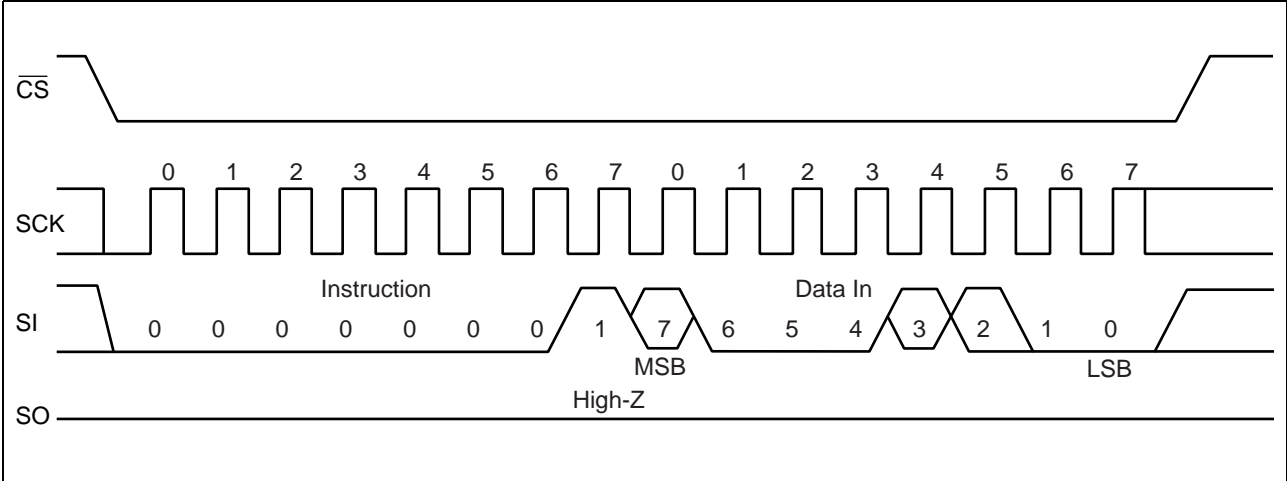 CS
0 1 2 3 4 5 6 7 0 1 2 3 4 5 6 7
SCK
Instruction Data In
SI
0 0 0 0 0 0 0 1 7 6 5 4 3 2 1 0
MSB LSB
High-Z
SO